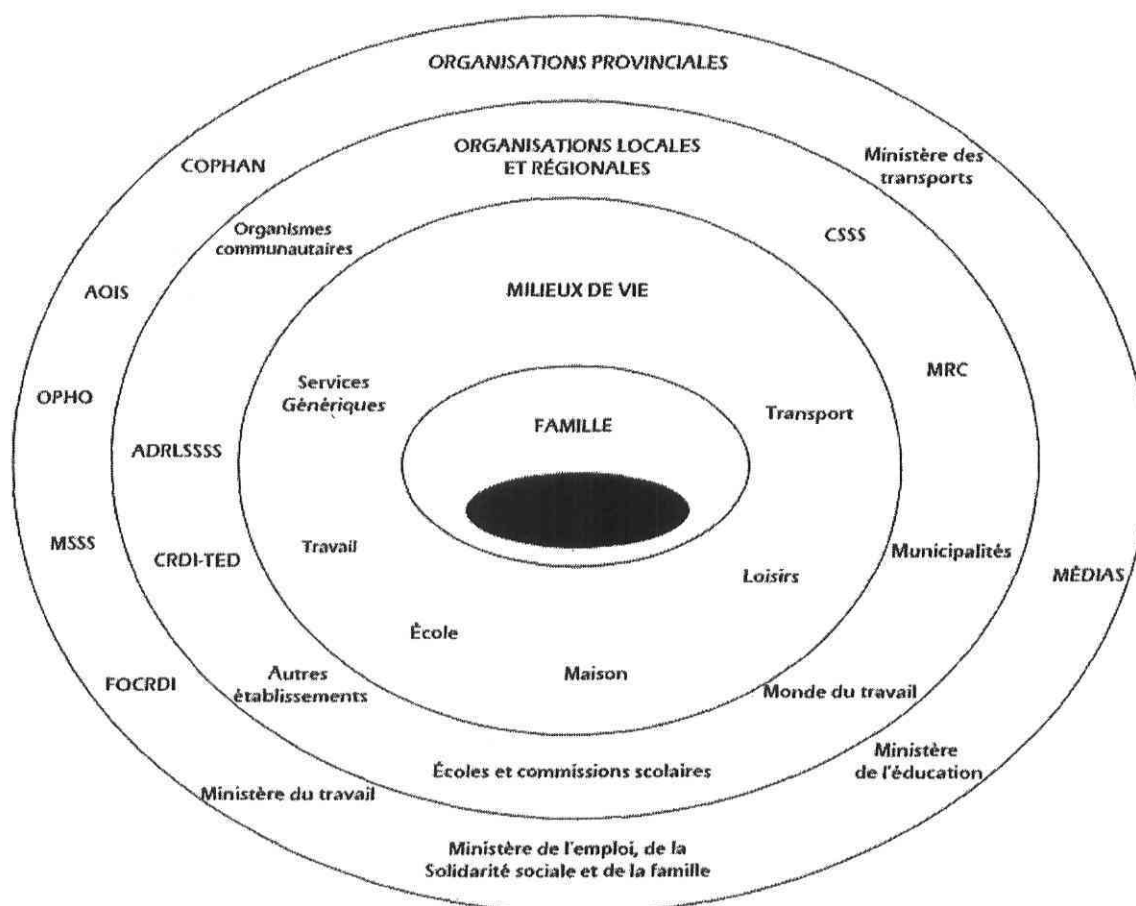 ORGANISATIONS PROVINCIALES
ORGANISATIONS LOCALES
ET RÉGIONALES
COPHAN
Ministère des
transports
Organismes
communautaires
CSSS
AOIS
MILIEUX DE VIE
OPHO
Services
Génériques
MRC
Transport
FAMILLE
ADRLSSSS
MSSS
CRDI-TED
Travail
Municipalités
MÉDIAS
Loisirs
École
Maison
FOCRDI
Autres
établissements
Monde du travail
Écoles et commissions scolaires
Ministère
de l'éducation
Ministère du travail
Ministère de l'emploi, de la
Solidarité sociale et de la famille